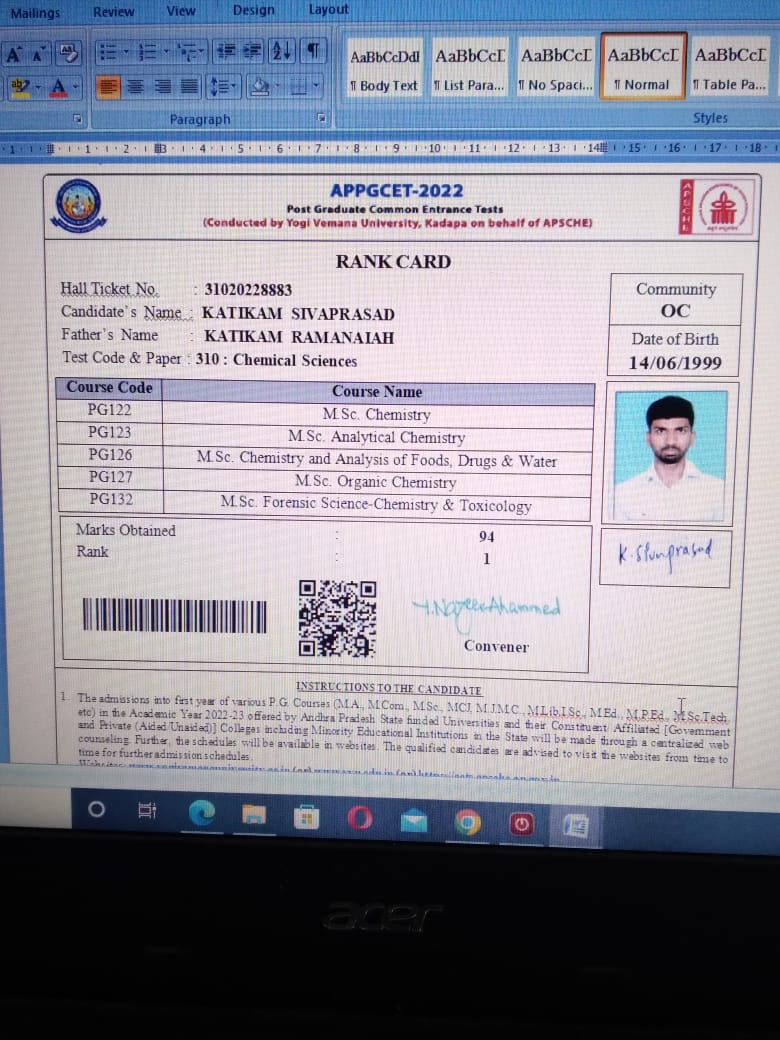 Mailings Review View Design Layout
AaBbCcDdI AaBbCcI AaBbCcI AaBbCcI AaBbCcI
¶ Body Text ¶ List Para... ¶ No Spaci... ¶ Normal ¶ Table Pa...
Paragraph Styles
APPGCET-2022
Post Graduate Common Entrance Tests
(Conducted by Yogi Vemana University, Kadapa on behalf of APSCHE)
APSCHE
RANK CARD
Hall Ticket No. : 31020228883
Candidate's Name : KATIKAM SIVAPRASAD
Father's Name : KATIKAM RAMANAIAH
Test Code & Paper : 310 : Chemical Sciences
Community
OC
Date of Birth
14/06/1999
Course Code Course Name
PG122 M.Sc. Chemistry
PG123 M.Sc. Analytical Chemistry
PG126 M.Sc. Chemistry and Analysis of Foods, Drugs & Water
PG127 M.Sc. Organic Chemistry
PG132 M.Sc. Forensic Science-Chemistry & Toxicology
Marks Obtained : 94
Rank : 1
Convener
INSTRUCTIONS TO THE CANDIDATE
1. The admissions into first year of various P.G. Courses (M.A., M.Com., M.Sc., MCJ, M.J.M.C., M.Lib.I.Sc., M.Ed., M.P.Ed., M.Sc.Tech.
etc) in the Academic Year 2022-23 offered by Andhra Pradesh State funded Universities and their Constituent/ Affiliated [Government
and Private (Aided/Unaided)] Colleges including Minority Educational Institutions in the State will be made through a centralized web
counseling. Further, the schedules will be available in websites. The qualified candidates are advised to visit the websites from time to
time for further admission schedules.
acer